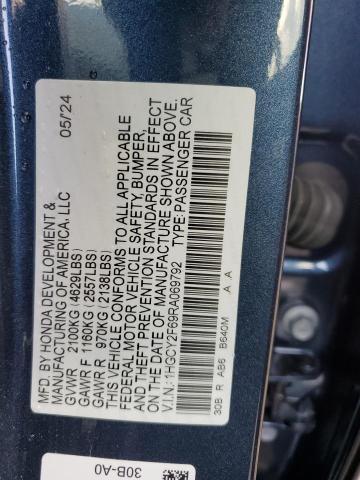 MFD. BY HONDA DEVELOPMENT & 05/24
MANUFACTURING OF AMERICA, LLC
GVWR 2100KG (4629LBS)
GAWR F 1160KG (2557LBS)
GAWR R 970KG (2138LBS)
THIS VEHICLE CONFORMS TO ALL APPLICABLE
FEDERAL MOTOR VEHICLE SAFETY, BUMPER,
AND THEFT PREVENTION STANDARDS IN EFFECT
ON THE DATE OF MANUFACTURE SHOWN ABOVE.
V.I.N.: 1HGCY2F69RA069792 TYPE: PASSENGER CAR
30B R AB6 B640M A A
30B-A0